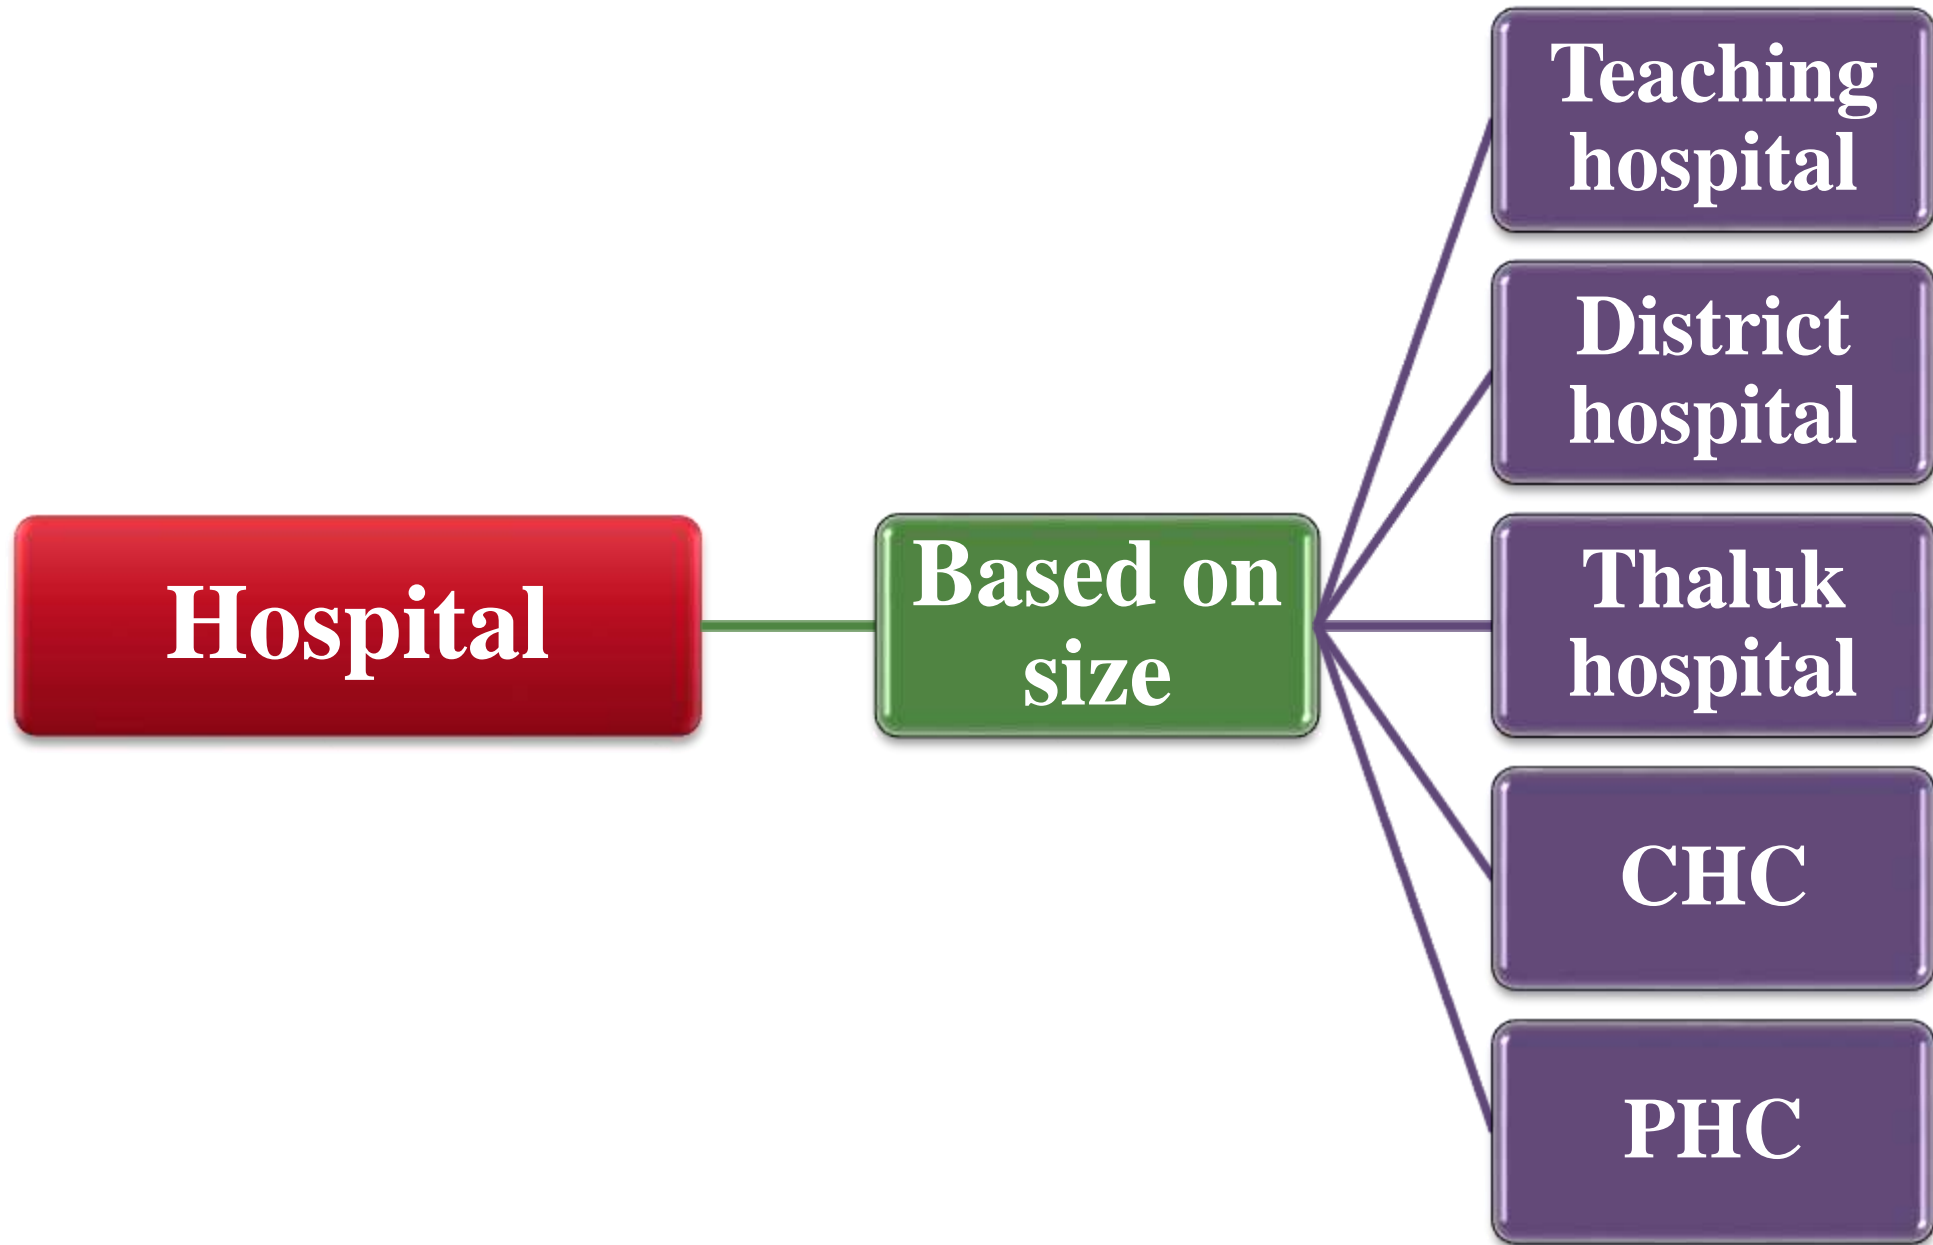 Hospital
Based on
size
Teaching
hospital
District
hospital
Thaluk
hospital
CHC
PHC